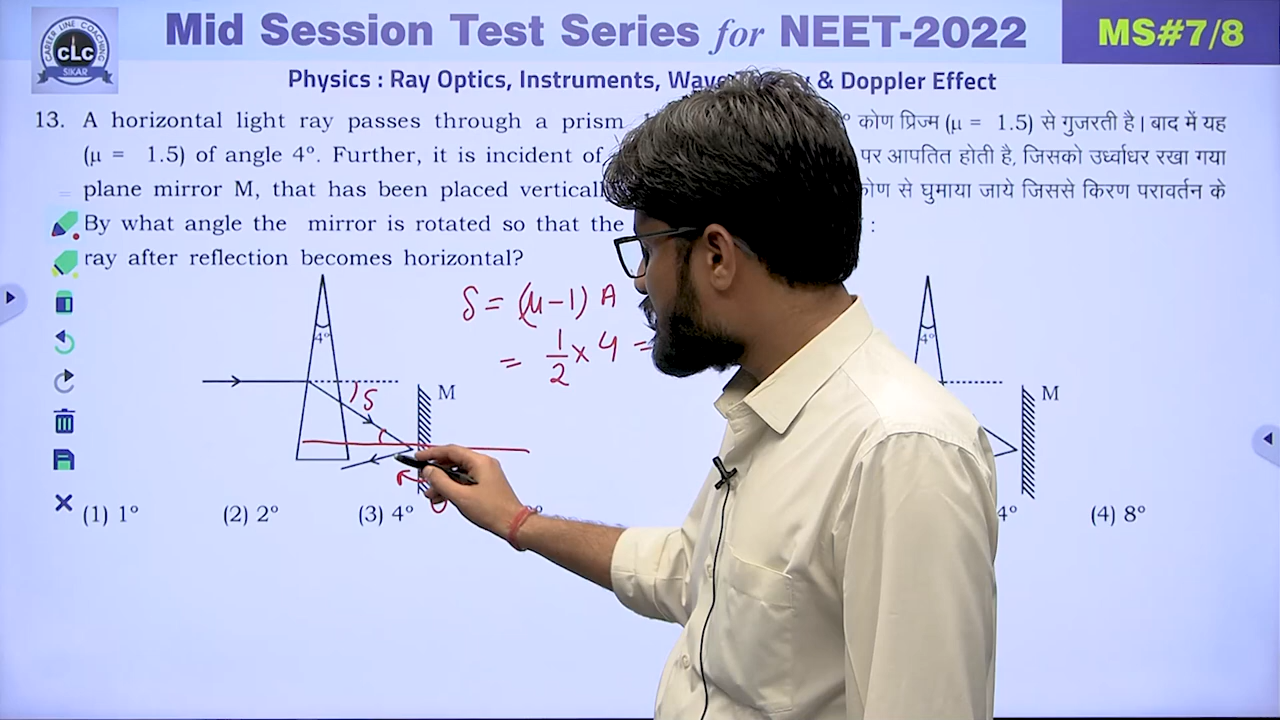 Mid Session Test Series for NEET-2022
MS#7/8
CAREER LINE COACHING
CLC
SIKAR
Physics : Ray Optics, Instruments, & Doppler Effect
13. A horizontal light ray passes through a prism
(μ = 1.5) of angle 4°. Further, it is incident of
plane mirror M, that has been placed
By what angle the mirror is rotated so that the
ray after reflection becomes horizontal?
कोण प्रिज्म (μ = 1.5) से गुजरती है। बाद में यह
पर आपतित होती है, जिसको उर्ध्वाधर रखा गया
से घुमाया जाये जिससे किरण परावर्तन के
:
δ = (μ-1) A
= 1/2 x 4 =
4°
δ
M
θ
(1) 1° (2) 2° (3) 4°
4°
M
4° (4) 8°